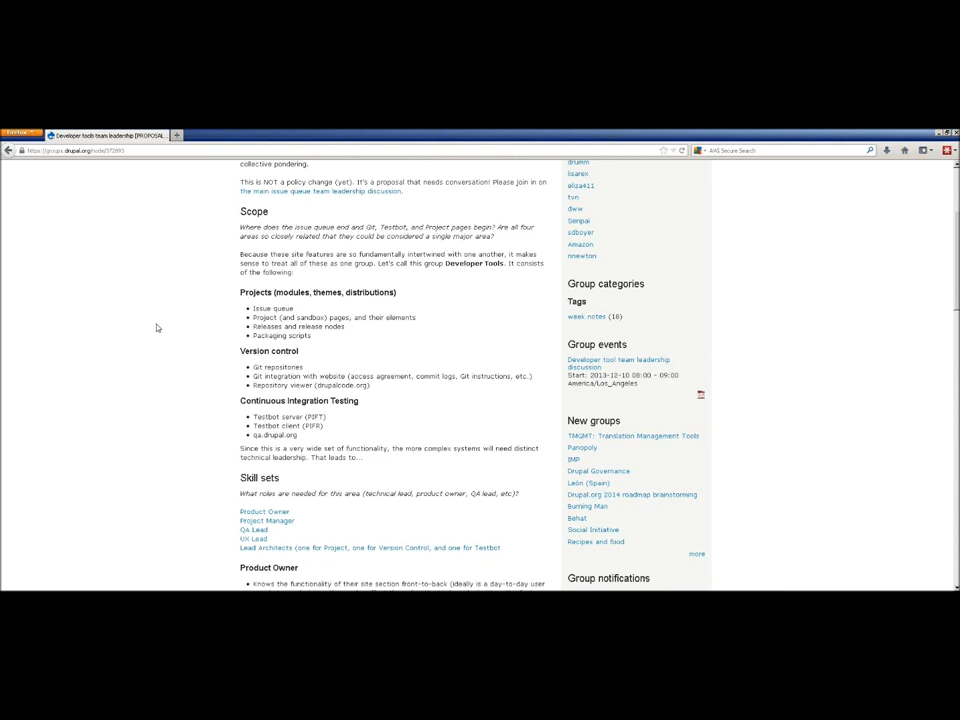 Firefox
Developer tools team leadership [PROPOSAL...
https://groups.drupal.org/node/372693
AVG Secure Search
collective pondering.
This is NOT a policy change (yet). It's a proposal that needs conversation! Please join in on
the main issue queue team leadership discussion.
Scope
Where does the issue queue end and Git, Testbot, and Project pages begin? Are all four
areas so closely related that they could be considered a single major area?
Because these site features are so fundamentally intertwined with one another, it makes
sense to treat all of these as one group. Let's call this group Developer Tools. It consists
of the following:
Projects (modules, themes, distributions)
Issue queue
Project (and sandbox) pages, and their elements
Releases and release nodes
Packaging scripts
Version control
Git repositories
Git integration with website (access agreement, commit logs, Git instructions, etc.)
Repository viewer (drupalcode.org)
Continuous Integration Testing
Testbot server (PIFT)
Testbot client (PIFR)
qa.drupal.org
Since this is a very wide set of functionality, the more complex systems will need distinct
technical leadership. That leads to...
Skill sets
What roles are needed for this area (technical lead, product owner, QA lead, etc)?
Product Owner
Project Manager
QA Lead
UX Lead
Lead Architects (one for Project, one for Version Control, and one for Testbot
Product Owner
Knows the functionality of their site section front-to-back (ideally is a day-to-day user
drumm
lisarex
eliza411
tvn
dww
Senpai
sdboyer
Amazon
nnewton
Group categories
Tags
week notes (18)
Group events
Developer tool team leadership
discussion
Start: 2013-12-10 08:00 - 09:00
America/Los_Angeles
New groups
TMGMT: Translation Management Tools
Panopoly
IMP
Drupal Governance
León (Spain)
Drupal.org 2014 roadmap brainstorming
Burning Man
Behat
Social Initiative
Recipes and food
more
Group notifications